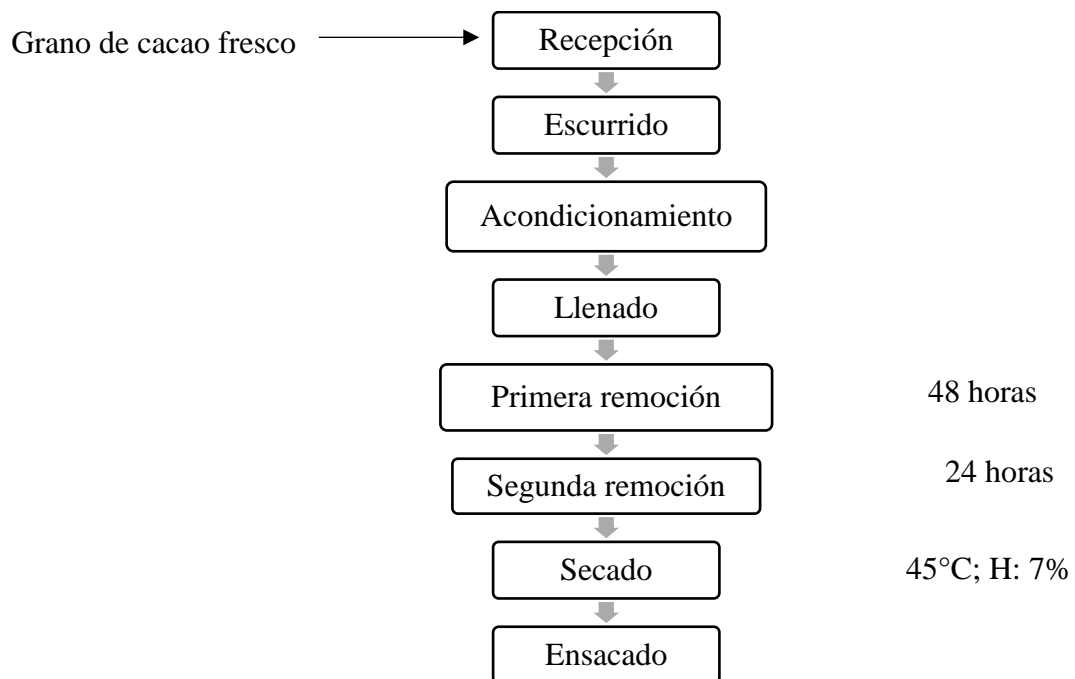 Grano de cacao fresco
Recepción
Escurrido
Acondicionamiento
Llenado
Primera remoción
48 horas
Segunda remoción
24 horas
Secado
45°C; H: 7%
Ensacado